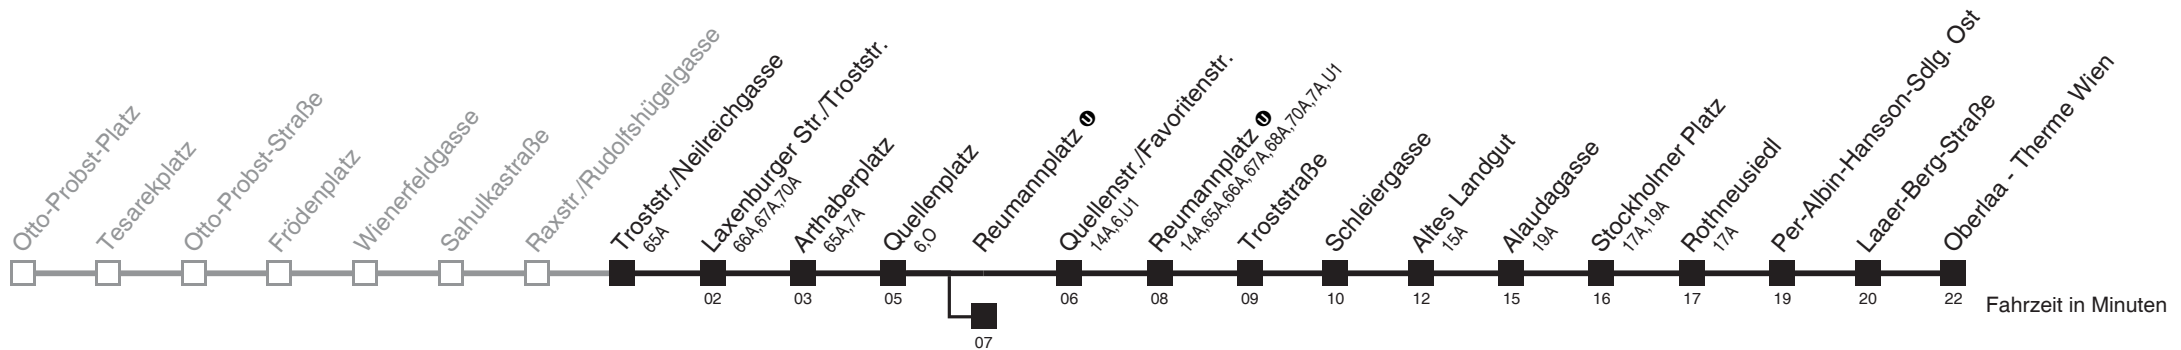 Otto-Probst-Platz
Tesarekplatz
Otto-Probst-Straße
Frödenplatz
Wienerfeldgasse
Sahulkastraße
Raxstr./Rudolfshügelgasse
Troststr./Neilreichgasse
65A
Laxenburger Str./Troststr.
66A,67A,70A
Arthaberplatz
65A,7A
Quellenplatz
6,O
Reumannplatz U
Quellenstr./Favoritenstr.
14A,6,U1
Reumannplatz U
14A,65A,66A,67A,68A,70A,7A,U1
Troststraße
Schleiergasse
Altes Landgut
15A
Alaudagasse
19A
Stockholmer Platz
17A,19A
Rothneusiedl
17A
Per-Albin-Hansson-Sdlg. Ost
Laaer-Berg-Straße
Oberlaa - Therme Wien
02 03 05 06 08 09 10 12 15 16 17 19 20 22 Fahrzeit in Minuten
07